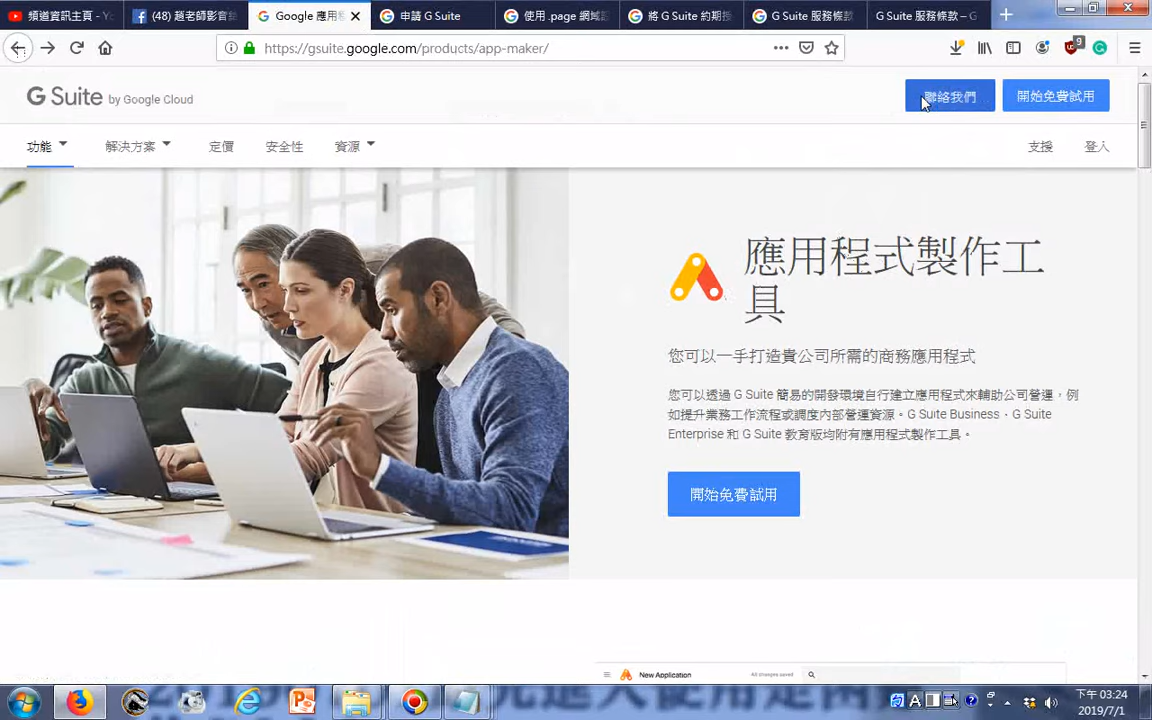 頻道資訊主頁 - Yo
(48) 趙老師影音
Google 應用
申請 G Suite
使用 .page 網域
將 G Suite 約期授
G Suite 服務條款
G Suite 服務條款 – G
https://gsuite.google.com/products/app-maker/
9
G Suite by Google Cloud
聯絡我們
開始免費試用
功能
解決方案
定價
安全性
資源
支援
登入
應用程式製作工
具
您可以一手打造貴公司所需的商務應用程式
您可以透過 G Suite 簡易的開發環境自行建立應用程式來輔助公司營運，例
如提升業務工作流程或調度內部營運資源。G Suite Business、G Suite
Enterprise 和 G Suite 教育版均附有應用程式製作工具。
開始免費試用
New Application
All changes saved
下午 03:24
2019/7/1